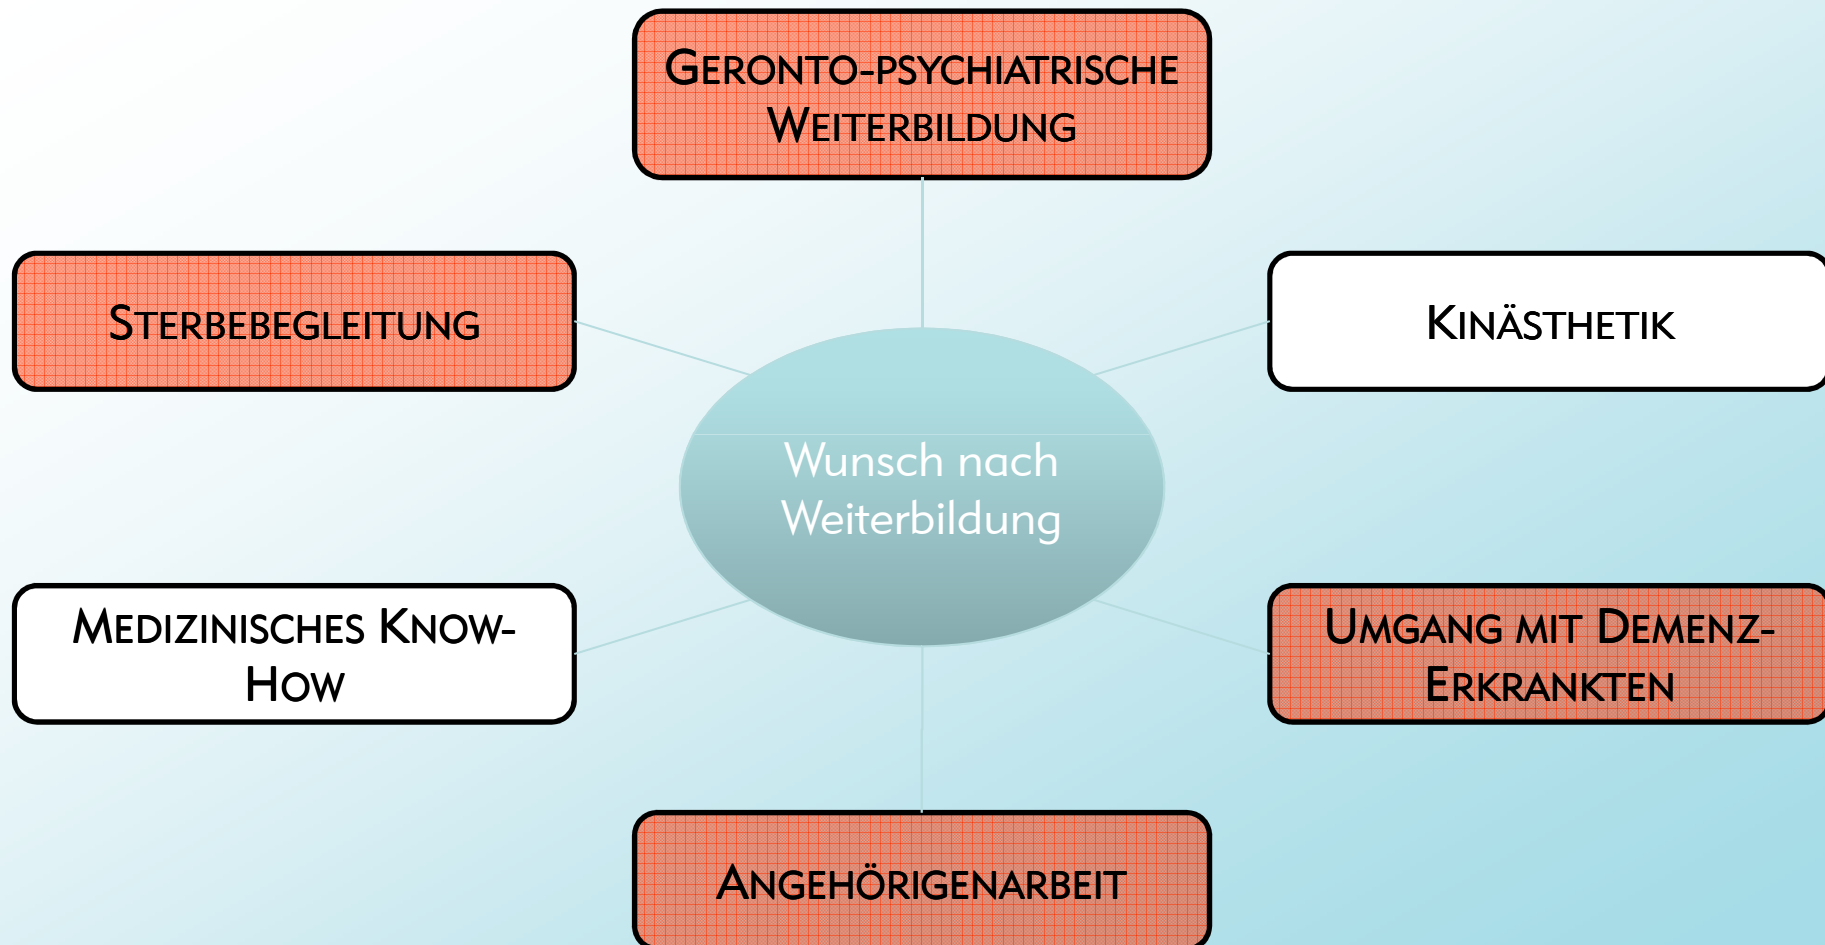 GERONTO-PSYCHIATRISCHE
WEITERBILDUNG
STERBEBEGLEITUNG
KINÄSTHETIK
Wunsch nach
Weiterbildung
MEDIZINISCHES KNOW-
HOW
UMGANG MIT DEMENZ-
ERKRANKTEN
ANGEHÖRIGENARBEIT